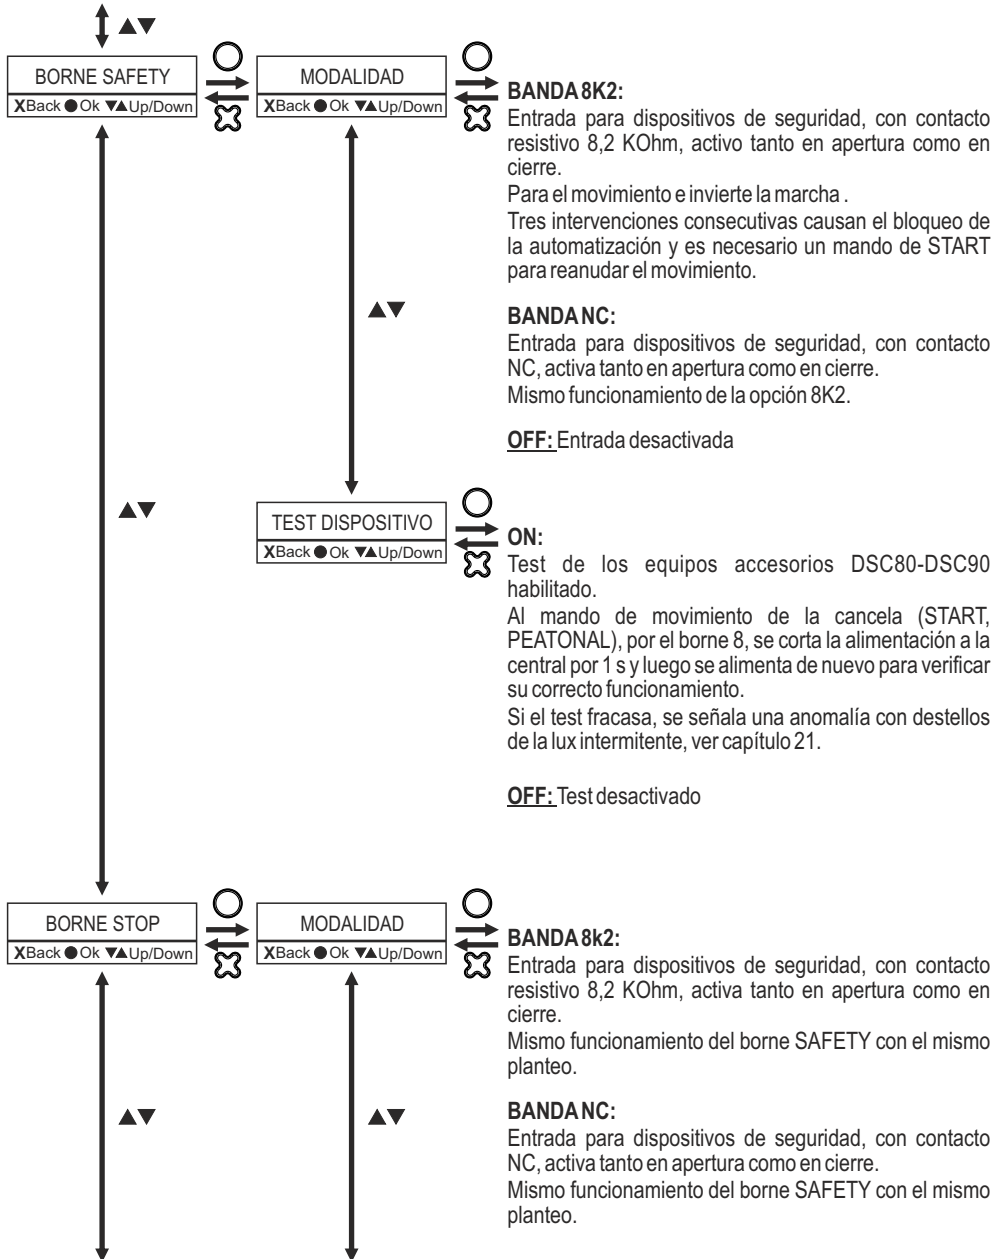 BORNE SAFETY
XBack ● Ok ▼▲ Up/Down
MODALIDAD
XBack ● Ok ▼▲ Up/Down
BANDA 8K2:
Entrada para dispositivos de seguridad, con contacto
resistivo 8,2 KOhm, activo tanto en apertura como en
cierre.
Para el movimiento e invierte la marcha .
Tres intervenciones consecutivas causan el bloqueo de
la automatización y es necesario un mando de START
para reanudar el movimiento.
BANDA NC:
Entrada para dispositivos de seguridad, con contacto
NC, activa tanto en apertura como en cierre.
Mismo funcionamiento de la opción 8K2.
OFF: Entrada desactivada
TEST DISPOSITIVO
XBack ● Ok ▼▲ Up/Down
ON:
Test de los equipos accesorios DSC80-DSC90
habilitado.
Al mando de movimiento de la cancela (START,
PEATONAL), por el borne 8, se corta la alimentación a la
central por 1 s y luego se alimenta de nuevo para verificar
su correcto funcionamiento.
Si el test fracasa, se señala una anomalía con destellos
de la lux intermitente, ver capítulo 21.
OFF: Test desactivado
BORNE STOP
XBack ● Ok ▼▲ Up/Down
MODALIDAD
XBack ● Ok ▼▲ Up/Down
BANDA 8k2:
Entrada para dispositivos de seguridad, con contacto
resistivo 8,2 KOhm, activa tanto en apertura como en
cierre.
Mismo funcionamiento del borne SAFETY con el mismo
planteo.
BANDA NC:
Entrada para dispositivos de seguridad, con contacto
NC, activa tanto en apertura como en cierre.
Mismo funcionamiento del borne SAFETY con el mismo
planteo.